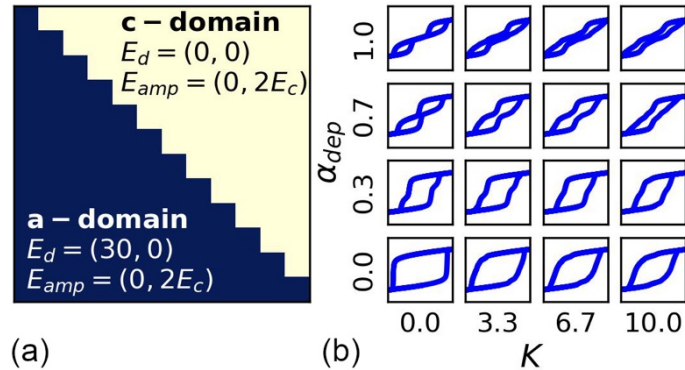 c-domain
E_d = (0, 0)
E_amp = (0, 2E_c)
a-domain
E_d = (30, 0)
E_amp = (0, 2E_c)
(a)
α_dep
1.0
0.7
0.3
0.0
0.0 3.3 6.7 10.0
(b)
K